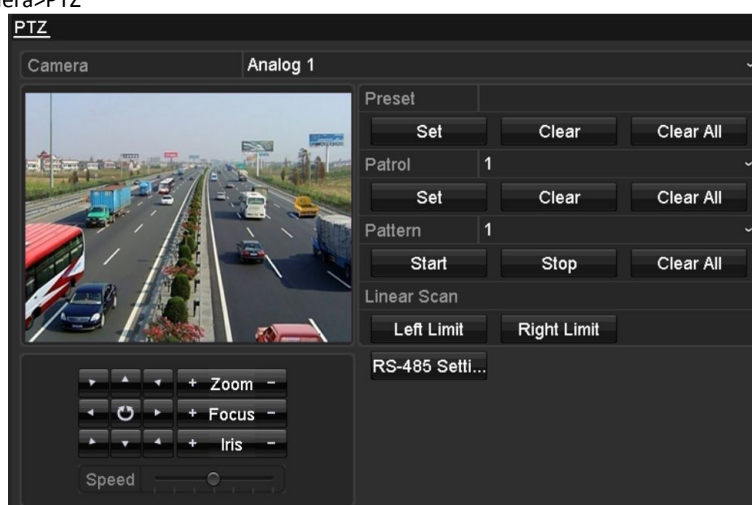 PTZ
Camera Analog 1
Preset
Set Clear Clear All
Patrol 1
Set Clear Clear All
Pattern 1
Start Stop Clear All
Linear Scan
Left Limit Right Limit
RS-485 Setti...
+ Zoom -
+ Focus -
+ Iris -
Speed